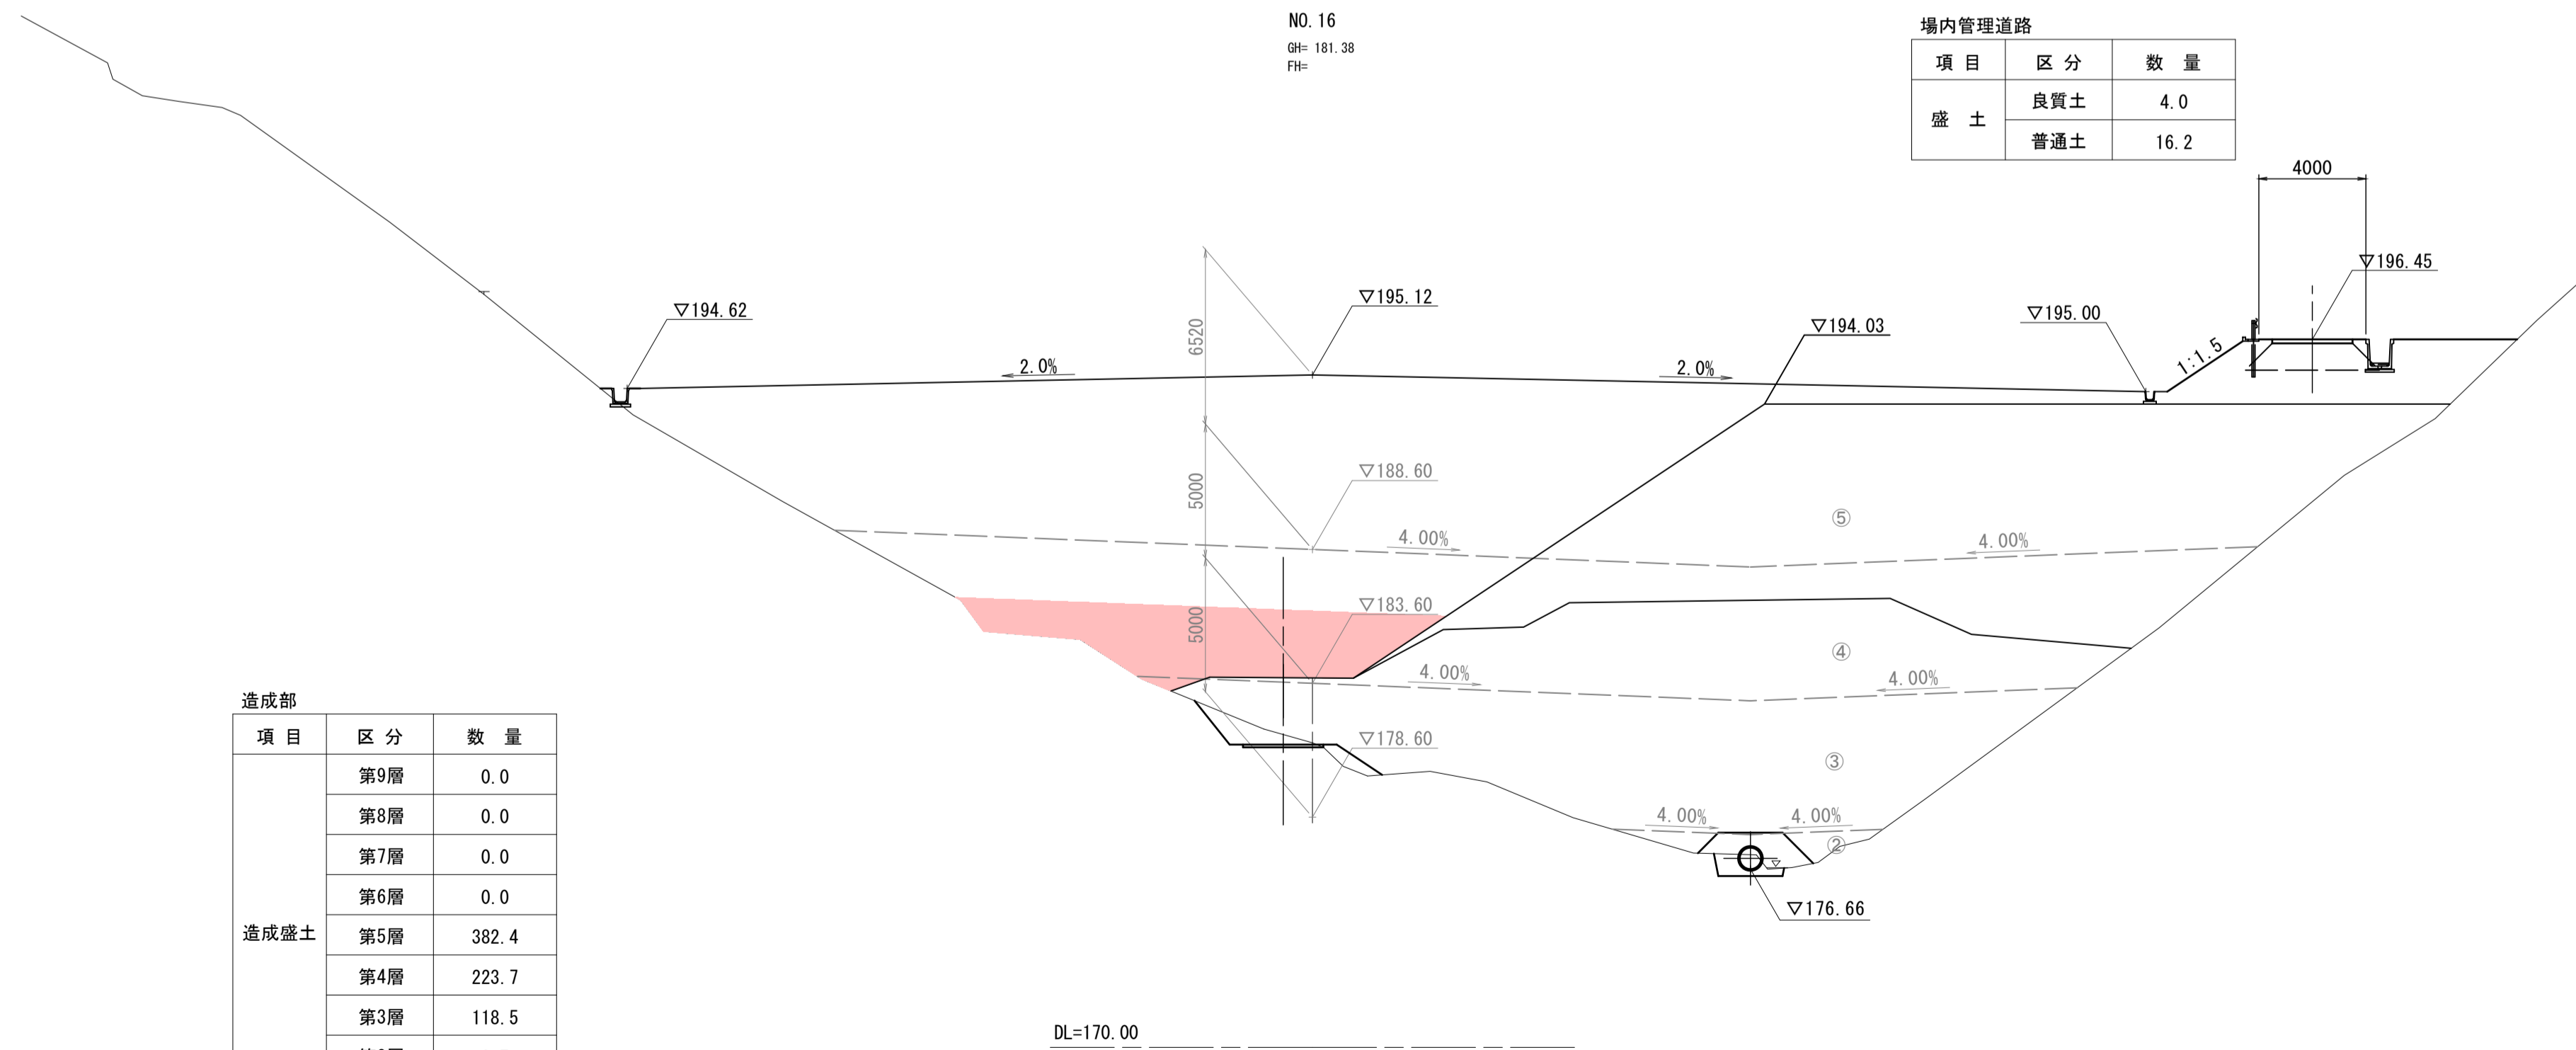 NO.16
GH= 181.38
FH=
場内管理道路
項 目 区 分 数 量
盛 土 良質土 4.0
普通土 16.2
4000
▽196.45
▽194.62
▽195.12
▽195.00
▽194.03
1:1.5
6520
2.0%
2.0%
5000
▽188.60
⑤
4.00%
4.00%
5000
▽183.60
④
4.00%
4.00%
▽178.60
③
4.00%
4.00%
②
▽176.66
造成部
項 目 区 分 数 量
造成盛土
第9層 0.0
第8層 0.0
第7層 0.0
第6層 0.0
第5層 382.4
第4層 223.7
第3層 118.5
DL=170.00